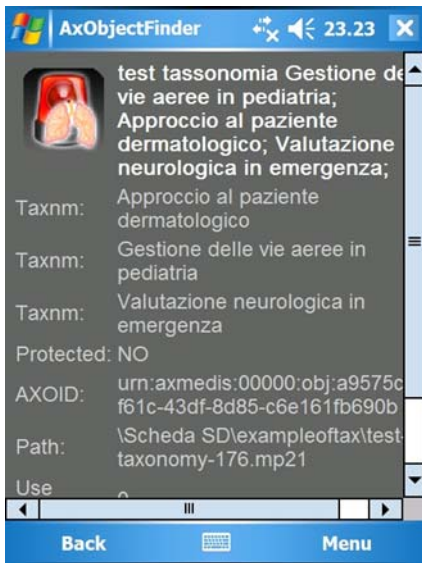 AxObjectFinder 23.23
test tassonomia Gestione de
vie aeree in pediatria;
Approccio al paziente
dermatologico; Valutazione
neurologica in emergenza;
Taxnm: Approccio al paziente
dermatologico
Taxnm: Gestione delle vie aeree in
pediatria
Taxnm: Valutazione neurologica in
emergenza
Protected: NO
AXOID: urn:axmedis:00000:obj:a9575c
f61c-43df-8d85-c6e161fb690b
Path: \Scheda SD\exampleoftax\test-
taxonomy-176.mp21
Use
Back Menu